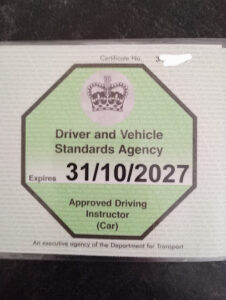 Certificate No.
Driver and Vehicle
Standards Agency
Expires 31/10/2027
Approved Driving
Instructor
(Car)
An executive agency of the Department for Transport